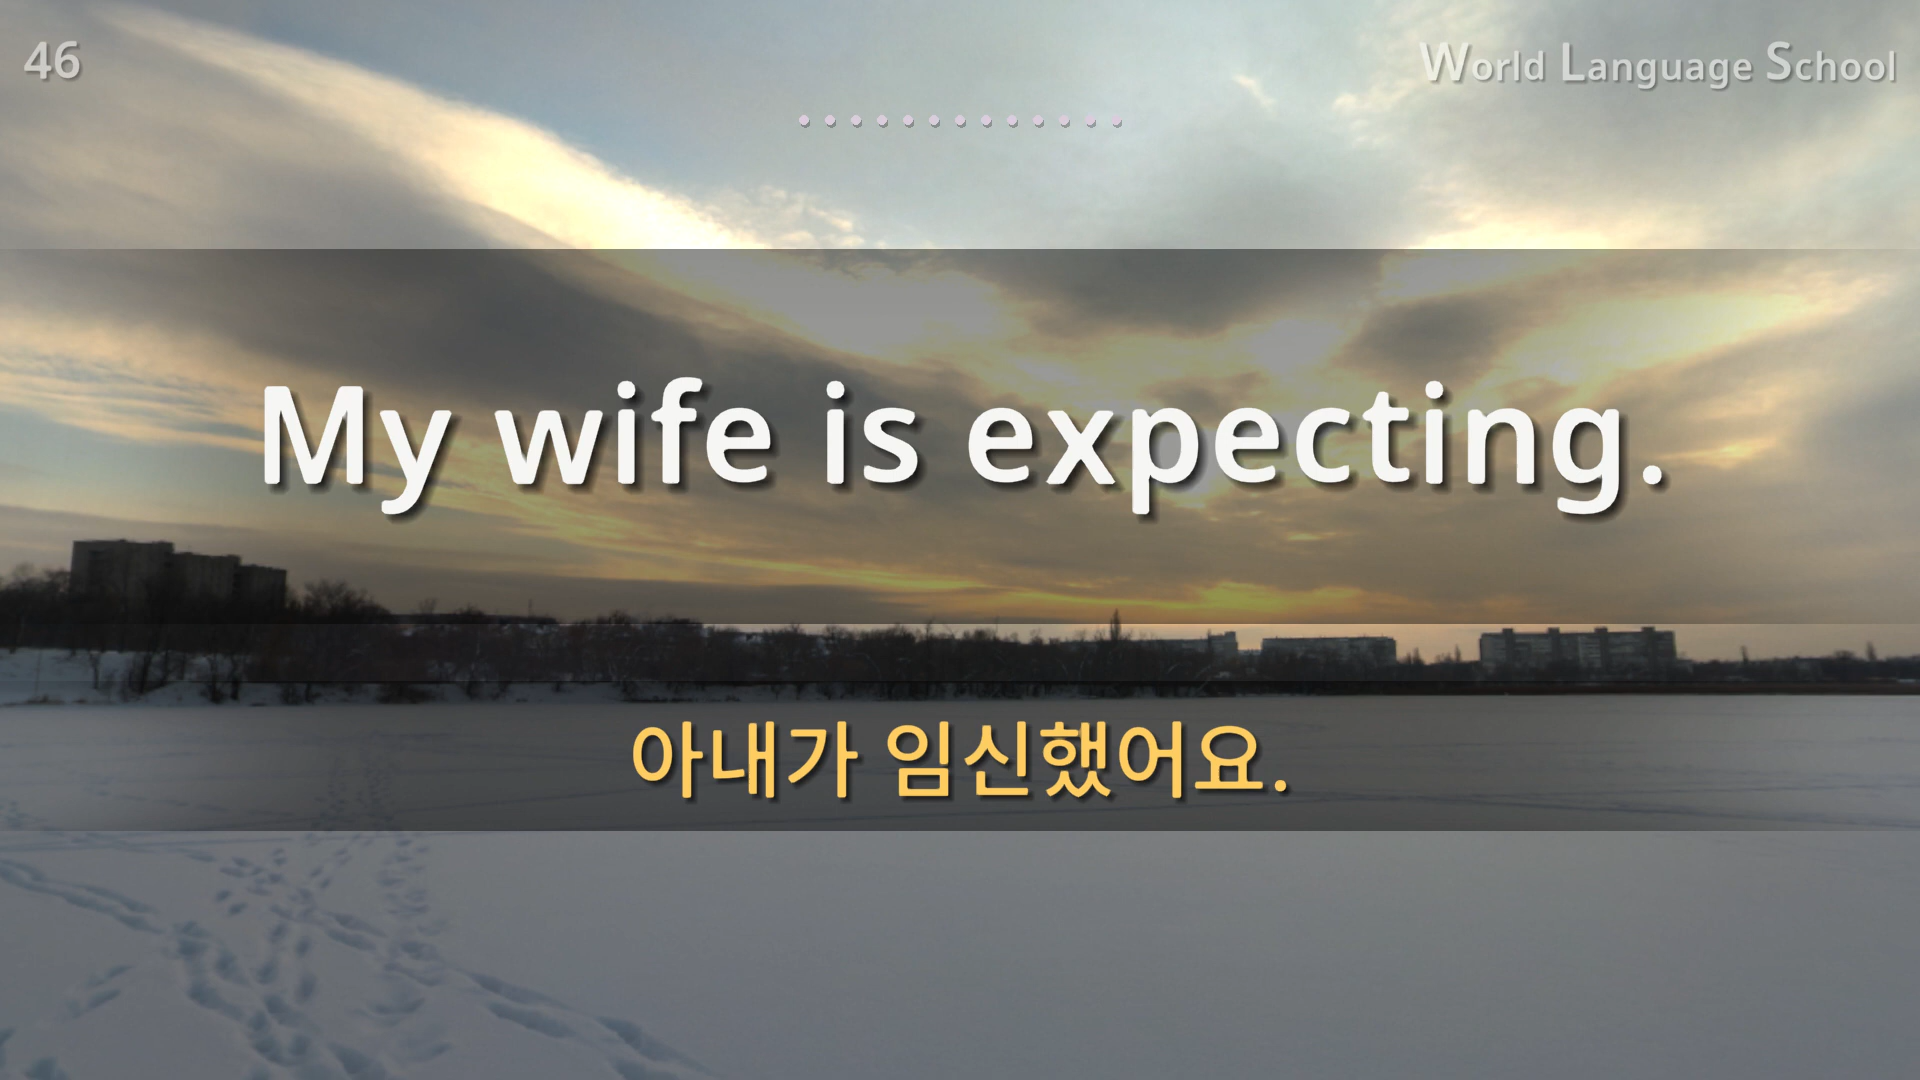 46
World Language School
My wife is expecting.
아내가 임신했어요.